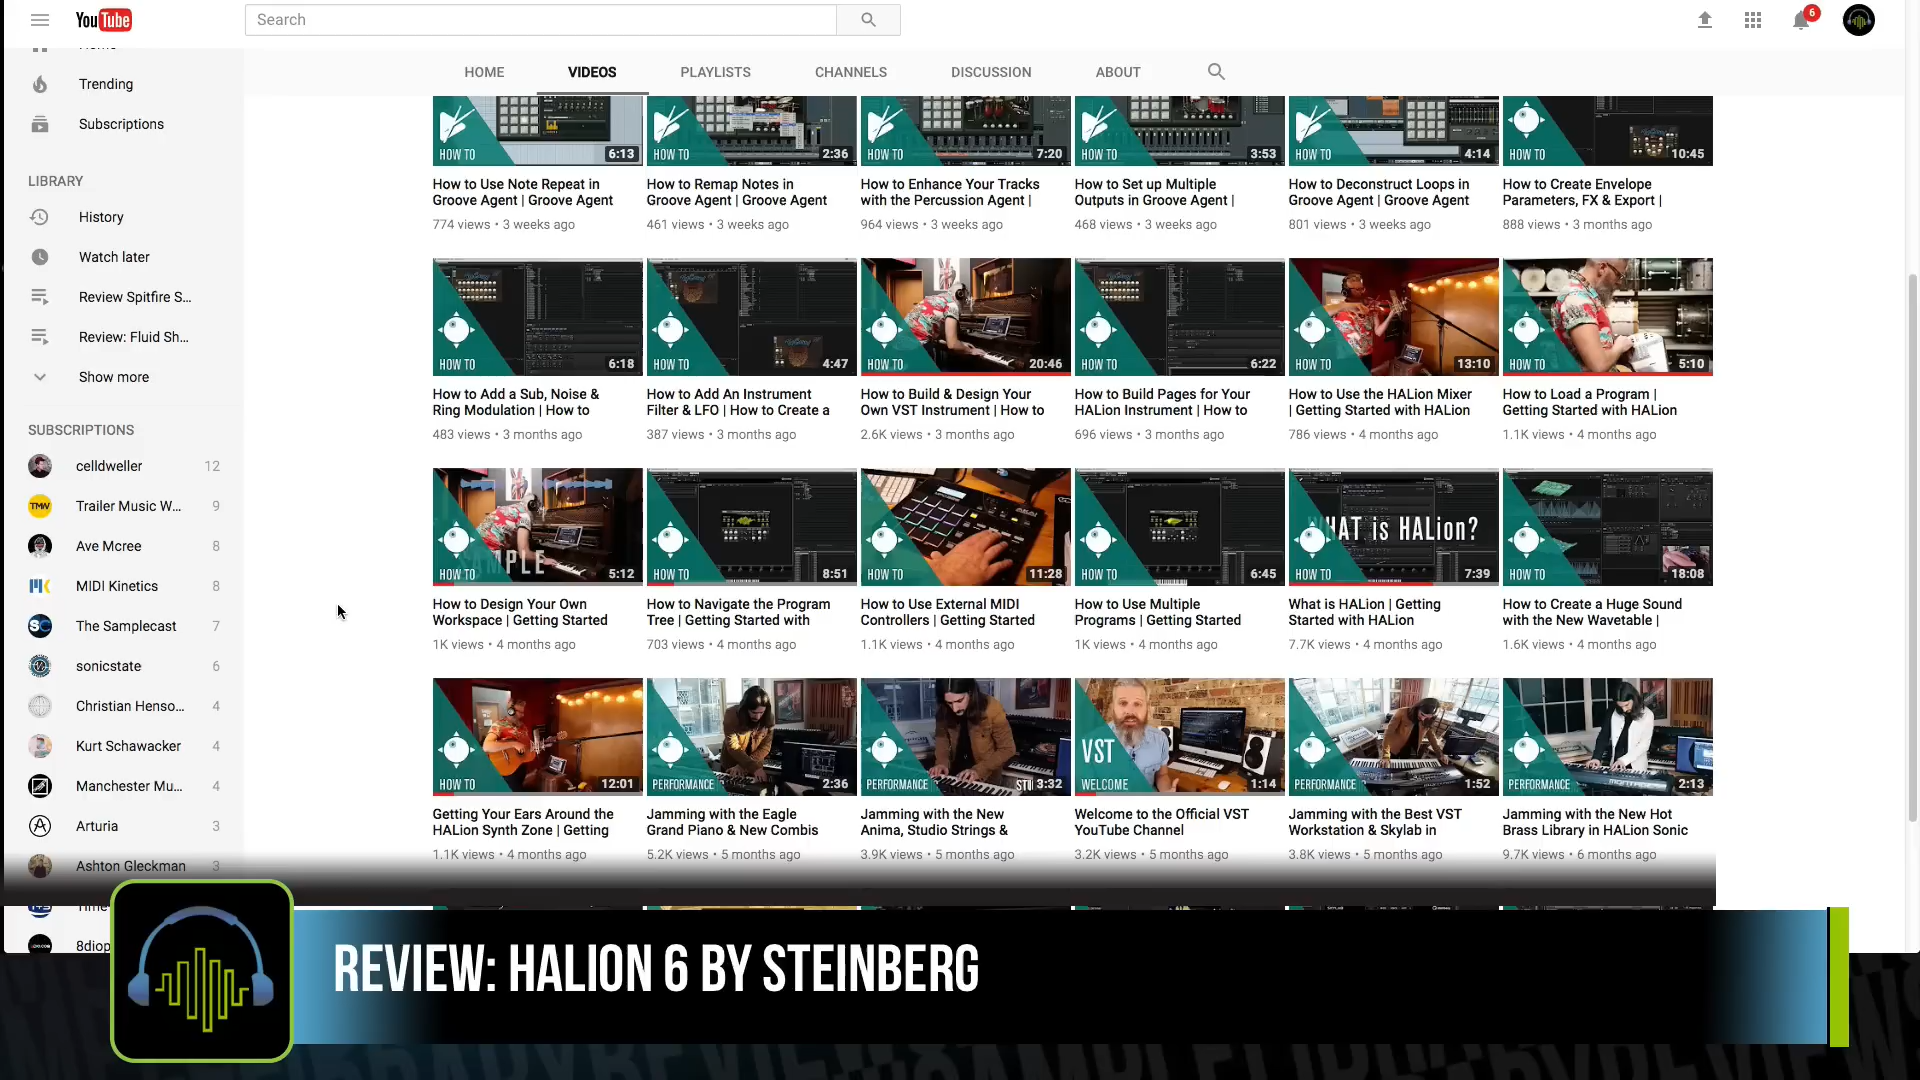 YouTube
Search
6
HOME VIDEOS PLAYLISTS CHANNELS DISCUSSION ABOUT
Trending
Subscriptions
LIBRARY
History
Watch later
Review Spitfire S...
Review: Fluid Sh...
Show more
SUBSCRIPTIONS
celldweller 12
TMW
Trailer Music W... 9
Ave Mcree 8
MIDI Kinetics 8
The Samplecast 7
sonicstate 6
Christian Henso... 4
Kurt Schawacker 4
Manchester Mu... 4
Arturia 3
Ashton Gleckman 3
HOW TO 6:13
HOW TO 2:36
HOW TO 7:20
HOW TO 3:53
HOW TO 4:14
HOW TO 10:45
How to Use Note Repeat in
Groove Agent | Groove Agent
774 views • 3 weeks ago
How to Remap Notes in
Groove Agent | Groove Agent
461 views • 3 weeks ago
How to Enhance Your Tracks
with the Percussion Agent |
964 views • 3 weeks ago
How to Set up Multiple
Outputs in Groove Agent |
468 views • 3 weeks ago
How to Deconstruct Loops in
Groove Agent | Groove Agent
801 views • 3 weeks ago
How to Create Envelope
Parameters, FX & Export |
888 views • 3 months ago
HOW TO 6:18
HOW TO 4:47
HOW TO 20:46
HOW TO 6:22
HOW TO 13:10
HOW TO 5:10
How to Add a Sub, Noise &
Ring Modulation | How to
483 views • 3 months ago
How to Add An Instrument
Filter & LFO | How to Create a
387 views • 3 months ago
How to Build & Design Your
Own VST Instrument | How to
2.6K views • 3 months ago
How to Build Pages for Your
HALion Instrument | How to
696 views • 3 months ago
How to Use the HALion Mixer
| Getting Started with HALion
786 views • 4 months ago
How to Load a Program |
Getting Started with HALion
1.1K views • 4 months ago
HOW TO 5:12
HOW TO 8:51
HOW TO 11:28
HOW TO 6:45
WHAT is HALion?
HOW TO 7:39
HOW TO 18:08
How to Design Your Own
Workspace | Getting Started
1K views • 4 months ago
How to Navigate the Program
Tree | Getting Started with
703 views • 4 months ago
How to Use External MIDI
Controllers | Getting Started
1.1K views • 4 months ago
How to Use Multiple
Programs | Getting Started
1K views • 4 months ago
What is HALion | Getting
Started with HALion
7.7K views • 4 months ago
How to Create a Huge Sound
with the New Wavetable |
1.6K views • 4 months ago
HOW TO 12:01
PERFORMANCE 2:36
PERFORMANCE 3:32
VST
WELCOME 1:14
PERFORMANCE 1:52
PERFORMANCE 2:13
Getting Your Ears Around the
HALion Synth Zone | Getting
1.1K views • 4 months ago
Jamming with the Eagle
Grand Piano & New Combis
5.2K views • 5 months ago
Jamming with the New
Anima, Studio Strings &
3.9K views • 5 months ago
Welcome to the Official VST
YouTube Channel
3.2K views • 5 months ago
Jamming with the Best VST
Workstation & Skylab in
3.8K views • 5 months ago
Jamming with the New Hot
Brass Library in HALion Sonic
9.7K views • 6 months ago
REVIEW: HALION 6 BY STEINBERG